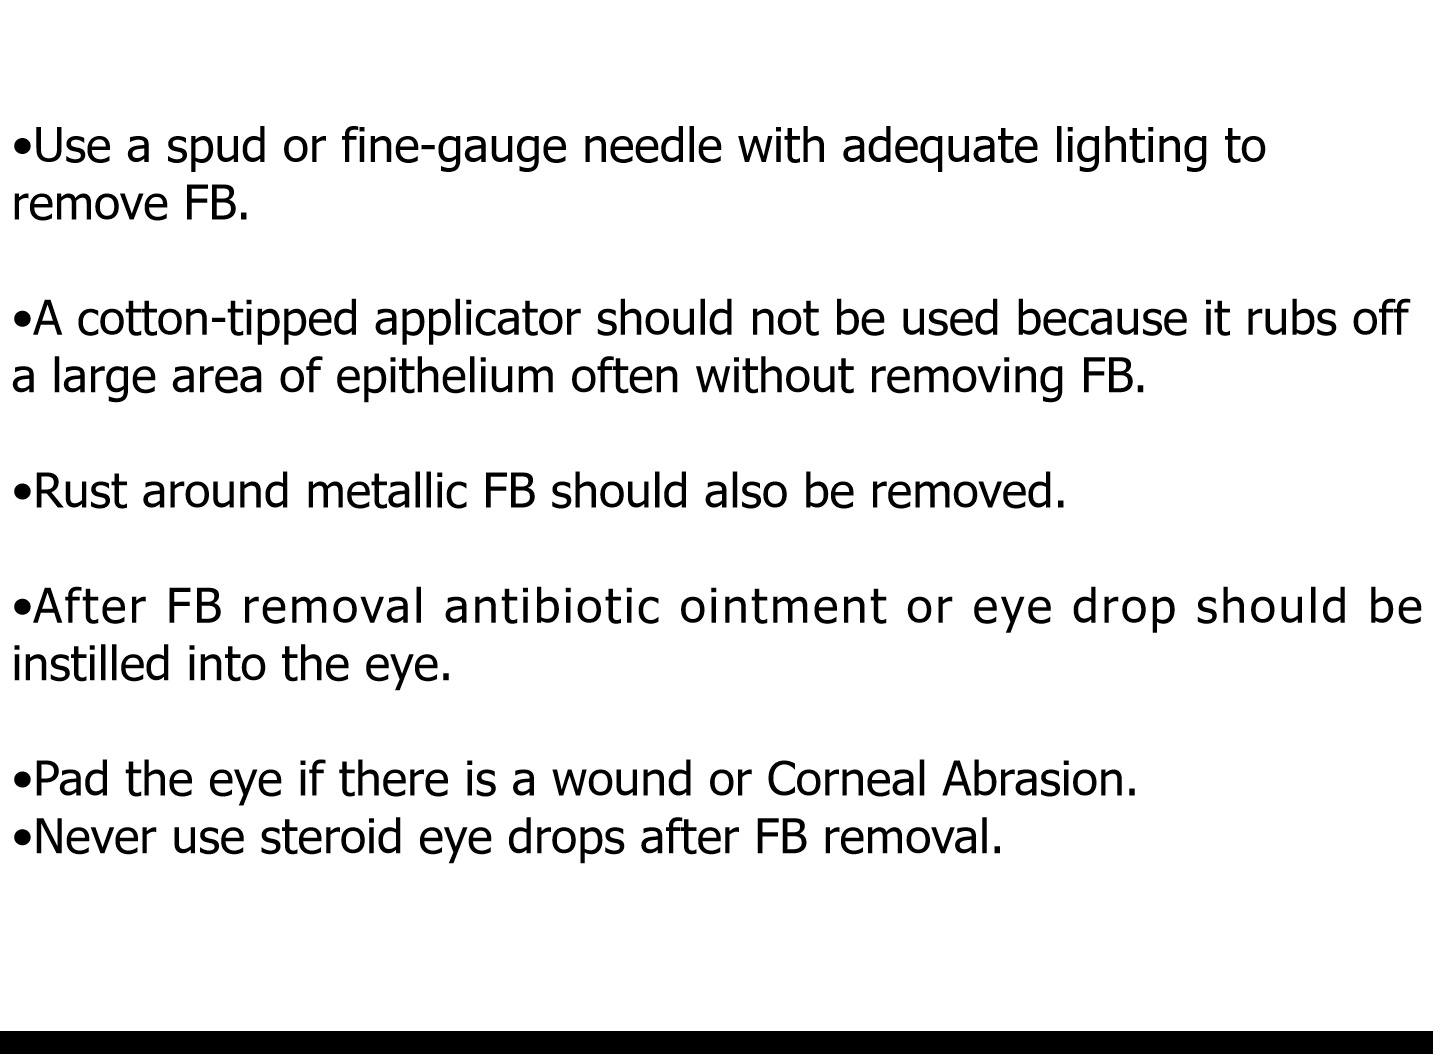 •Use a spud or fine-gauge needle with adequate lighting to
remove FB.
•A cotton-tipped applicator should not be used because it rubs off
a large area of epithelium often without removing FB.
•Rust around metallic FB should also be removed.
•After FB removal antibiotic ointment or eye drop should be
instilled into the eye.
•Pad the eye if there is a wound or Corneal Abrasion.
•Never use steroid eye drops after FB removal.